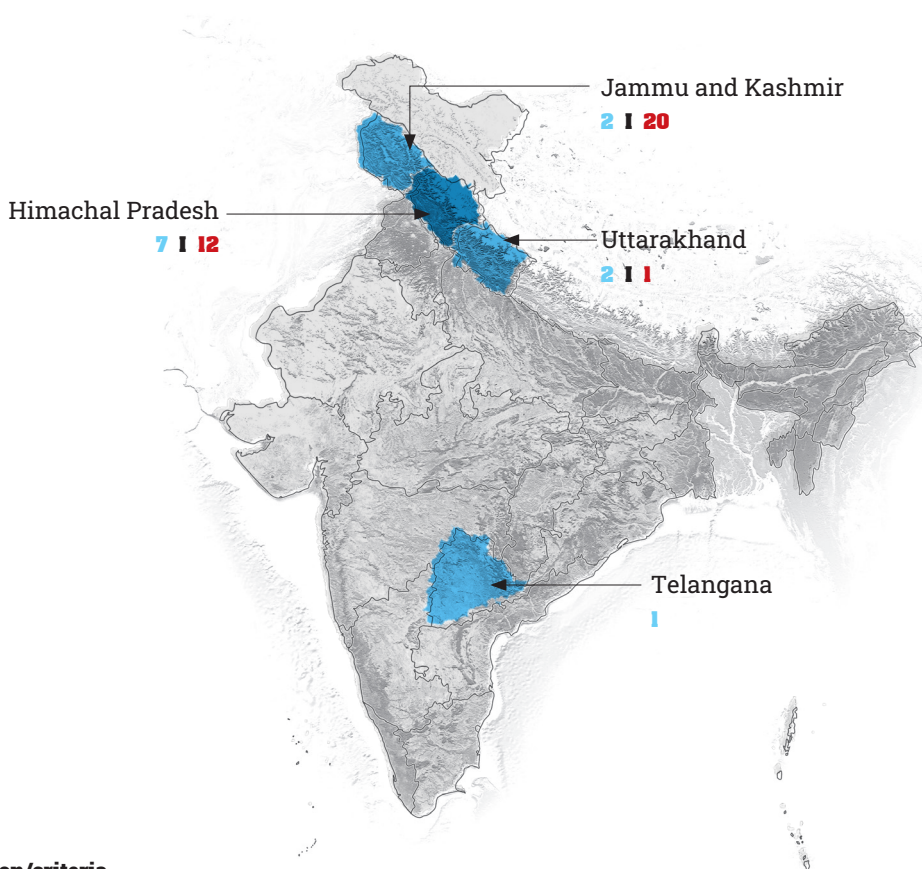 Jammu and Kashmir
2 I 20
Himachal Pradesh
7 I 12
Uttarakhand
2 I 1
Telangana
1